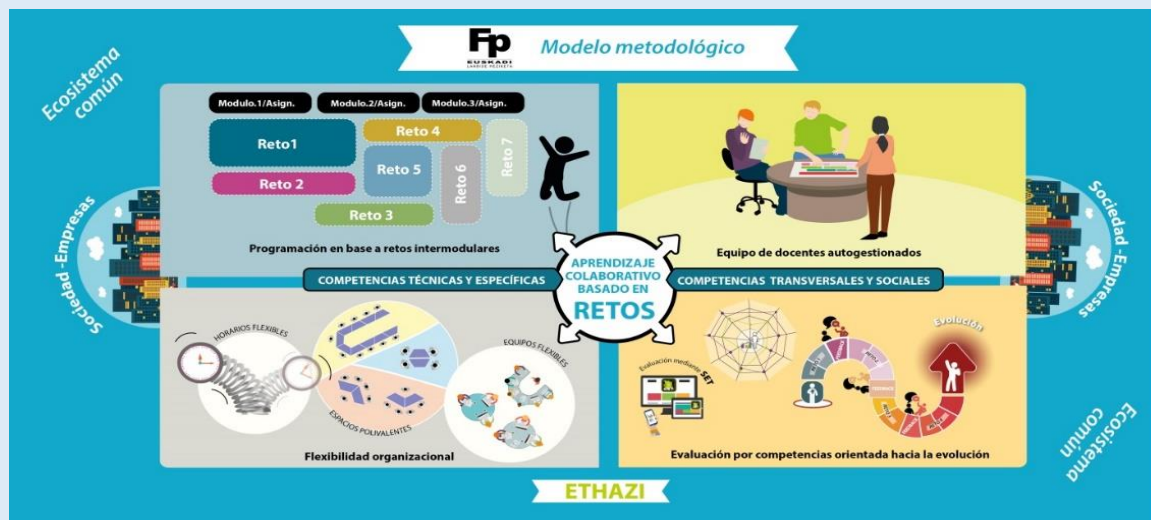 Fp
EUSKADI
LANBIDE HEZIKETA
Modelo metodológico
Ecosistema
común
Sociedad-Empresas
Modulo.1/Asign.
Modulo.2/Asign.
Modulo.3/Asign.
Reto1
Reto 2
Reto 3
Reto 4
Reto 5
Reto 6
Reto 7
Programación en base a retos intermodulares
Equipo de docentes autogestionados
COMPETENCIAS TÉCNICAS Y ESPECÍFICAS
APRENDIZAJE
COLABORATIVO
BASADO EN
RETOS
COMPETENCIAS TRANSVERSALES Y SOCIALES
Sociedad-Empresas
HORARIOS FLEXIBLES
ESPACIOS POLIVALENTES
EQUIPOS FLEXIBLES
Flexibilidad organizacional
Evaluación mediante SET
FEEDBACK
Evolución
Evaluación por competencias orientada hacia la evolución
Ecosistema
común
ETHAZI